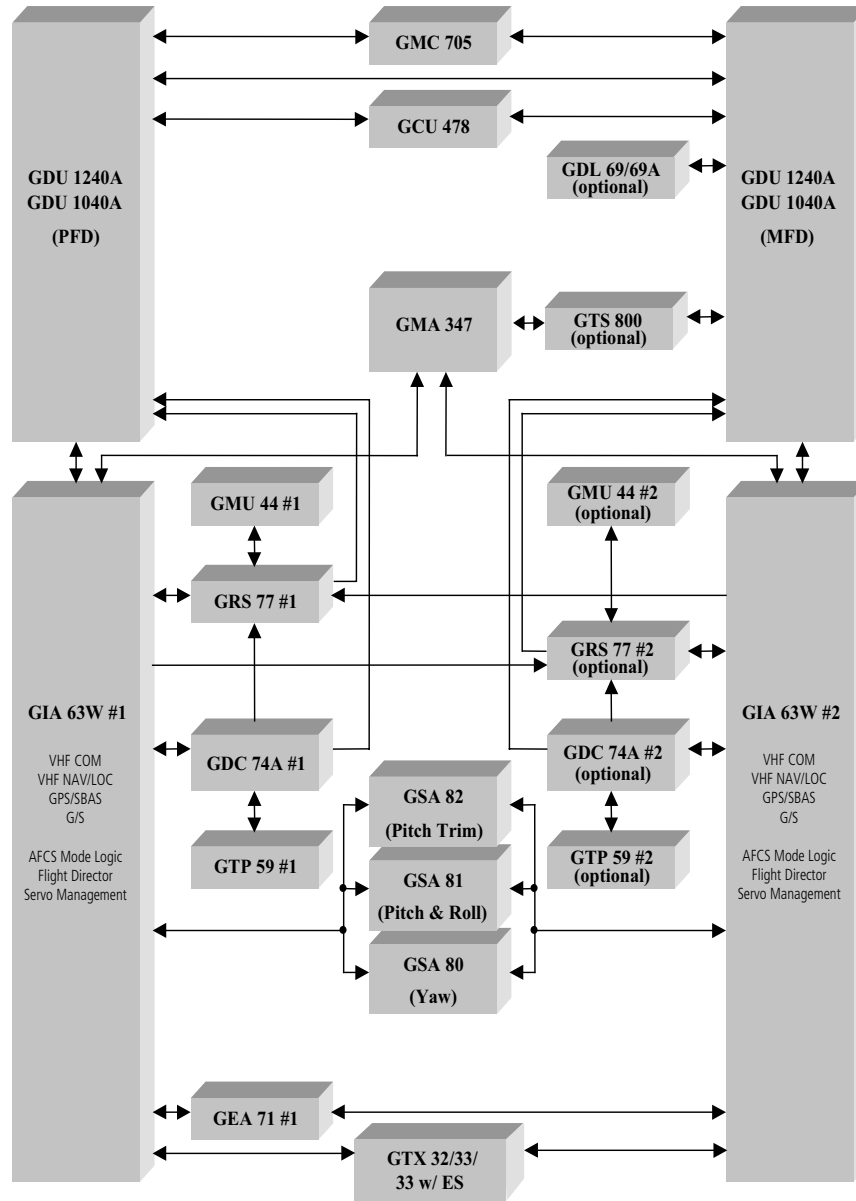 GMC 705
GCU 478
GDU 1240A
GDU 1040A
(PFD)
GDL 69/69A
(optional)
GDU 1240A
GDU 1040A
(MFD)
GMA 347
GTS 800
(optional)
GMU 44 #1
GMU 44 #2
(optional)
GRS 77 #1
GRS 77 #2
(optional)
GIA 63W #1
VHF COM
VHF NAV/LOC
GPS/SBAS
G/S
AFCS Mode Logic
Flight Director
Servo Management
GDC 74A #1
GTP 59 #1
GSA 82
(Pitch Trim)
GSA 81
(Pitch & Roll)
GSA 80
(Yaw)
GDC 74A #2
(optional)
GTP 59 #2
(optional)
GIA 63W #2
VHF COM
VHF NAV/LOC
GPS/SBAS
G/S
AFCS Mode Logic
Flight Director
Servo Management
GEA 71 #1
GTX 32/33/
33 w/ ES